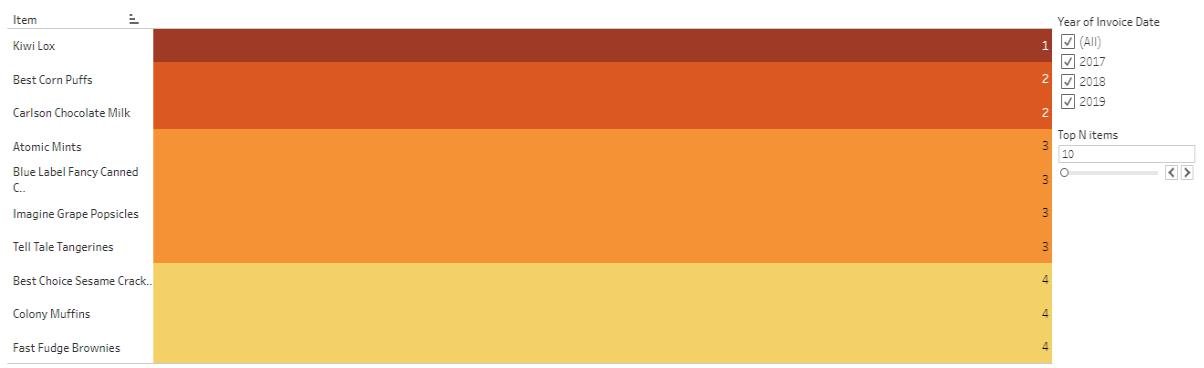 Item
Kiwi Lox 1
Best Corn Puffs 2
Carlson Chocolate Milk 2
Atomic Mints 3
Blue Label Fancy Canned
C.. 3
Imagine Grape Popsicles 3
Tell Tale Tangerines 3
Best Choice Sesame Crack.. 4
Colony Muffins 4
Fast Fudge Brownies 4
Year of Invoice Date
(All)
2017
2018
2019
Top N items
10